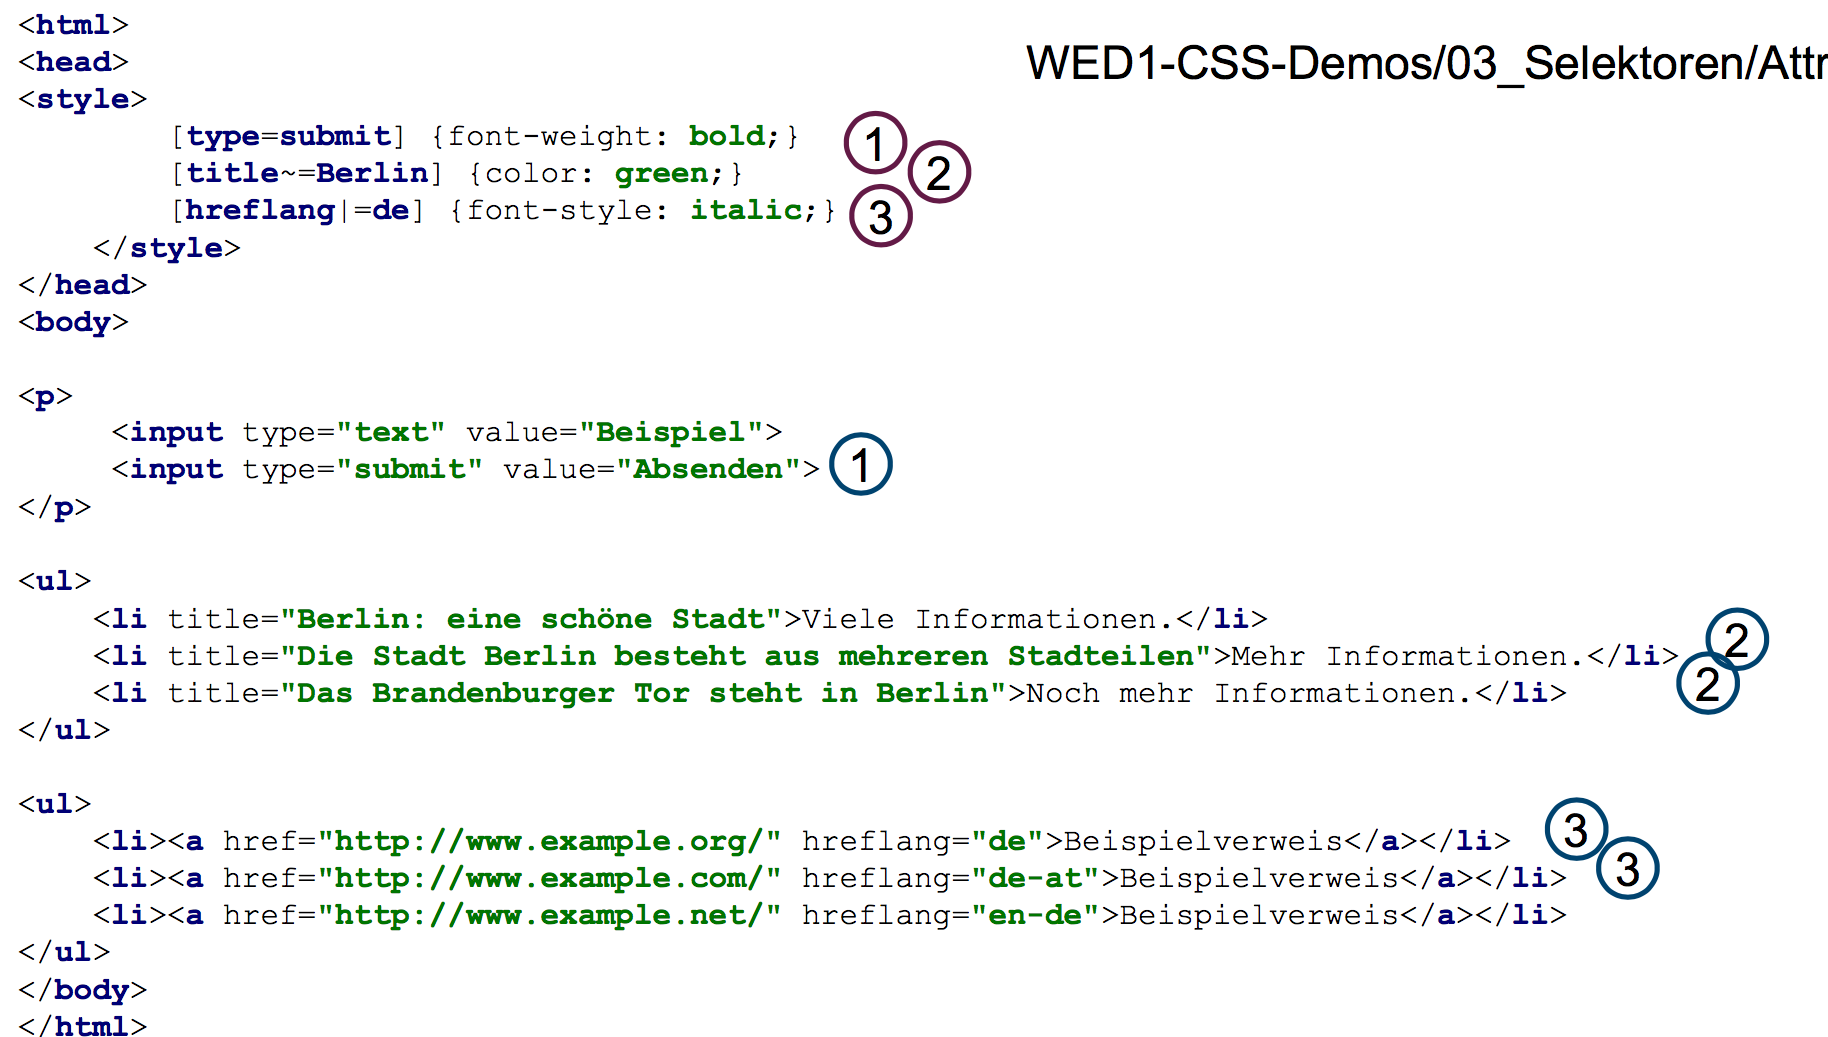 <html>
<head>
WED1-CSS-Demos/03_Selektoren/Attr
<style>
[type=submit] {font-weight: bold;} 1
[title~=Berlin] {color: green;} 2
[hreflang|=de] {font-style: italic;} 3
</style>
</head>
<body>
<p>
<input type="text" value="Beispiel">
<input type="submit" value="Absenden"> 1
</p>
<ul>
<li title="Berlin: eine schöne Stadt">Viele Informationen.</li>
<li title="Die Stadt Berlin besteht aus mehreren Stadteilen">Mehr Informationen.</li> 2
<li title="Das Brandenburger Tor steht in Berlin">Noch mehr Informationen.</li> 2
</ul>
<ul>
<li><a href="http://www.example.org/" hreflang="de">Beispielverweis</a></li> 3
<li><a href="http://www.example.com/" hreflang="de-at">Beispielverweis</a></li> 3
<li><a href="http://www.example.net/" hreflang="en-de">Beispielverweis</a></li>
</ul>
</body>
</html>